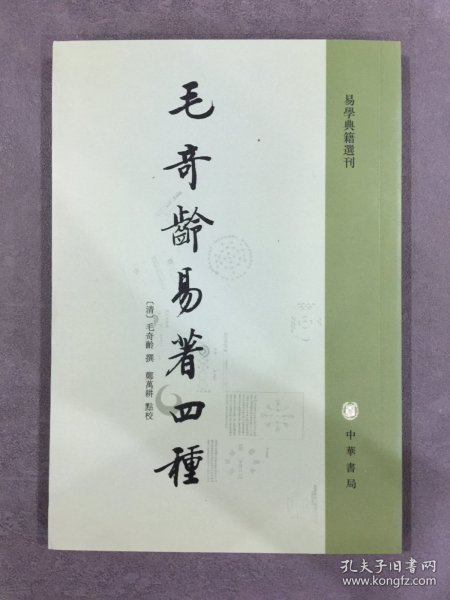 毛奇齡易著四種
〔清〕毛奇齡 撰 鄭萬耕 點校
易學典籍選刊
中華書局
孔夫子旧书网
www.kongfz.com